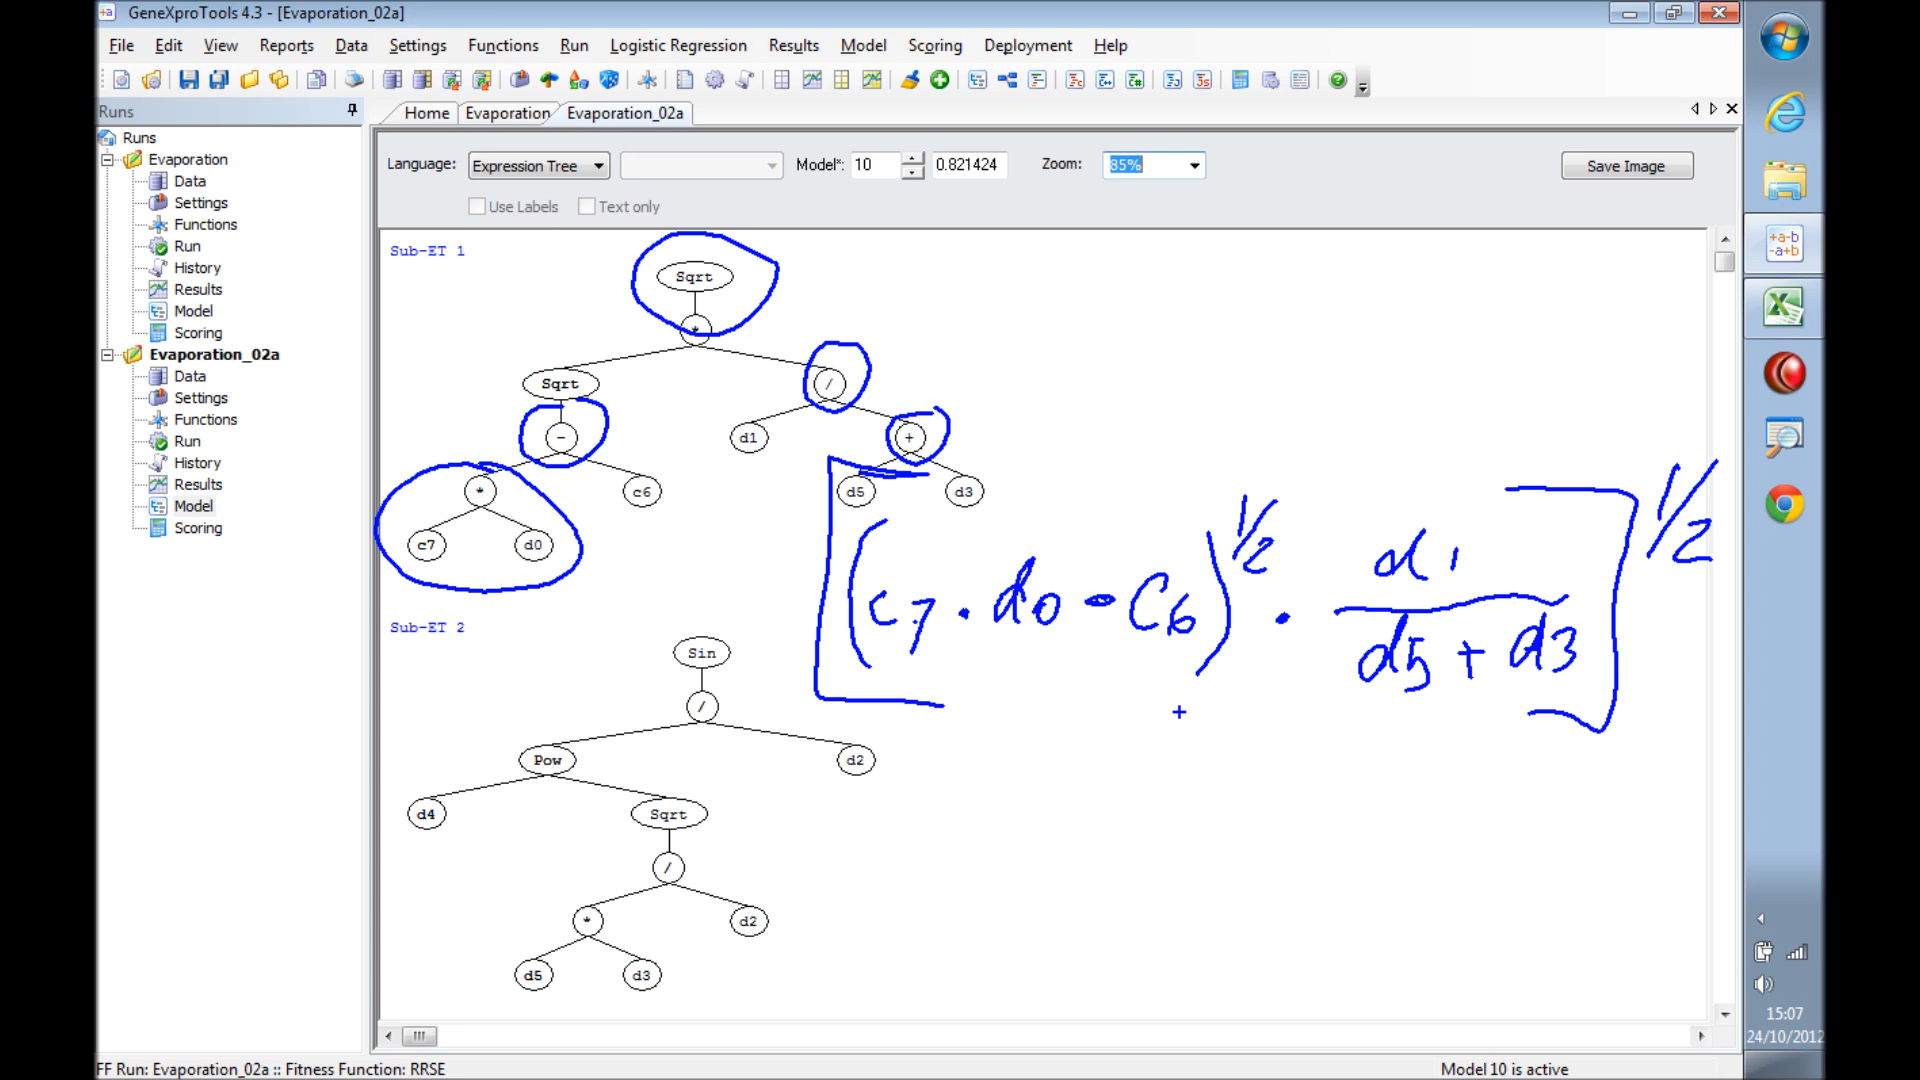 GeneXproTools 4.3 - [Evaporation_02a]
File Edit View Reports Data Settings Functions Run Logistic Regression Results Model Scoring Deployment Help
Runs
Home Evaporation Evaporation_02a
Runs
Evaporation
Data
Settings
Functions
Run
History
Results
Model
Scoring
Evaporation_02a
Data
Settings
Functions
Run
History
Results
Model
Scoring
Language: Expression Tree Model*: 10 0.821424 Zoom: 85% Save Image
Use Labels Text only
Sub-ET 1
Sqrt
*
Sqrt /
- d1 +
* c6 d5 d3
c7 d0
[(c7 · d0 - c6)^1/2 · d1 / d5 + d3]^1/2
Sub-ET 2
Sin
/
Pow d2
d4 Sqrt
/
* d2
d5 d3
+a-b
-a+b
15:07
24/10/2012
FF Run: Evaporation_02a :: Fitness Function: RRSE
Model 10 is active